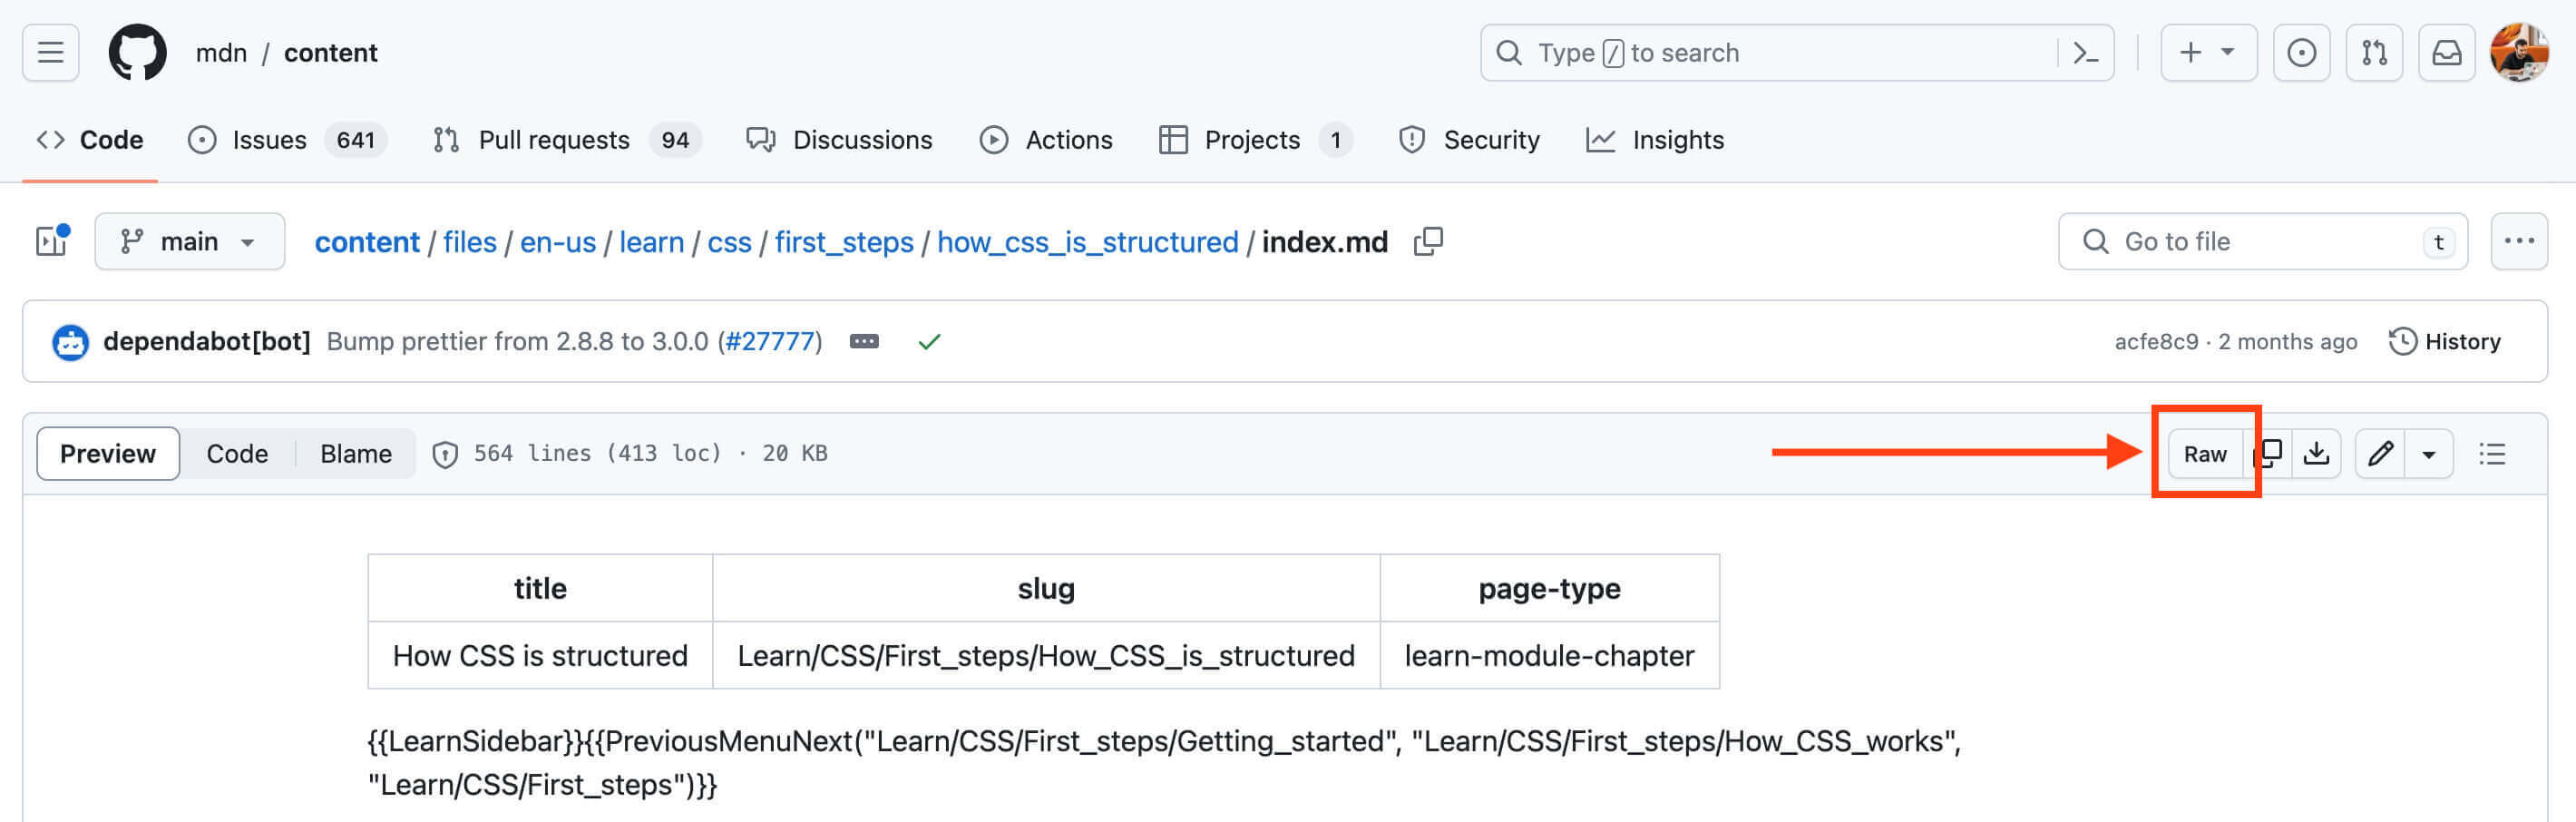 mdn / content
Type / to search
Code Issues 641 Pull requests 94 Discussions Actions Projects 1 Security Insights
main content / files / en-us / learn / css / first_steps / how_css_is_structured / index.md
Go to file t
dependabot[bot] Bump prettier from 2.8.8 to 3.0.0 (#27777)
acfe8c9 · 2 months ago History
Preview Code Blame 564 lines (413 loc) · 20 KB
Raw
title slug page-type
How CSS is structured Learn/CSS/First_steps/How_CSS_is_structured learn-module-chapter
{{LearnSidebar}}{{PreviousMenuNext("Learn/CSS/First_steps/Getting_started", "Learn/CSS/First_steps/How_CSS_works",
"Learn/CSS/First_steps")}}